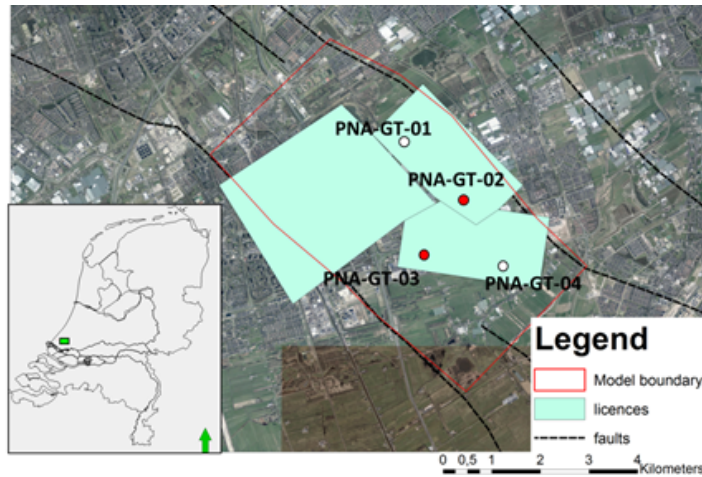 PNA-GT-01
PNA-GT-02
PNA-GT-03
PNA-GT-04
Legend
Model boundary
licences
faults
0 0,5 1 2 3 4
Kilometers